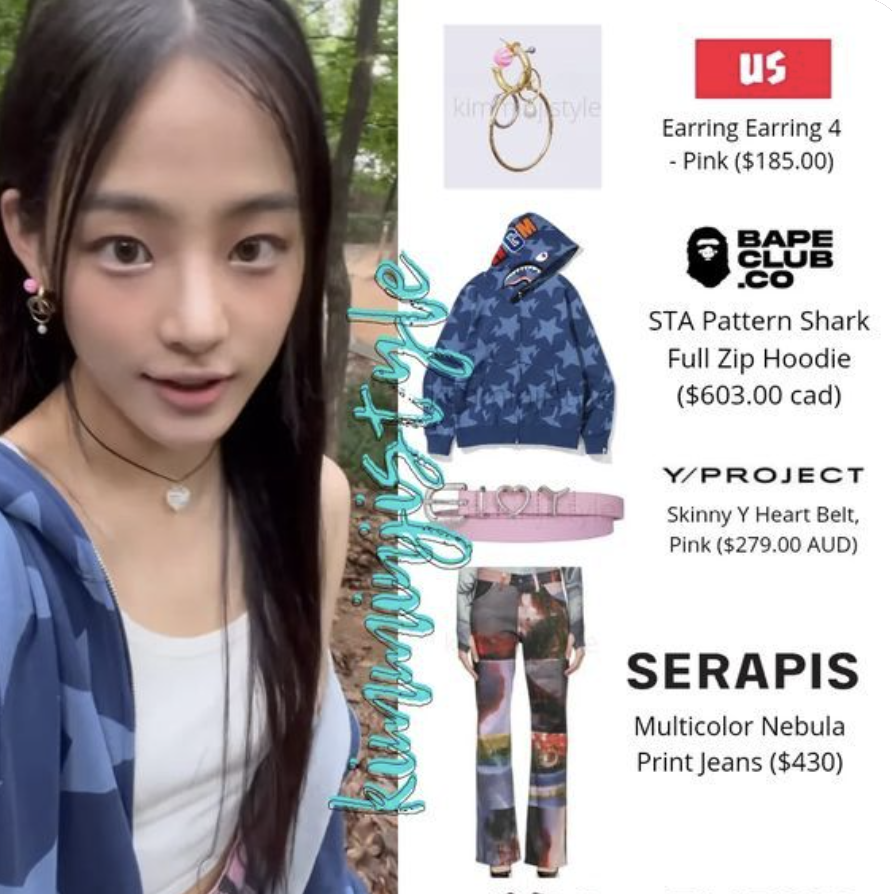 us
Earring Earring 4
- Pink ($185.00)
BAPE
CLUB
.CO
STA Pattern Shark
Full Zip Hoodie
($603.00 cad)
Y/PROJECT
Skinny Y Heart Belt,
Pink ($279.00 AUD)
SERAPIS
Multicolor Nebula
Print Jeans ($430)
kimminjistyle